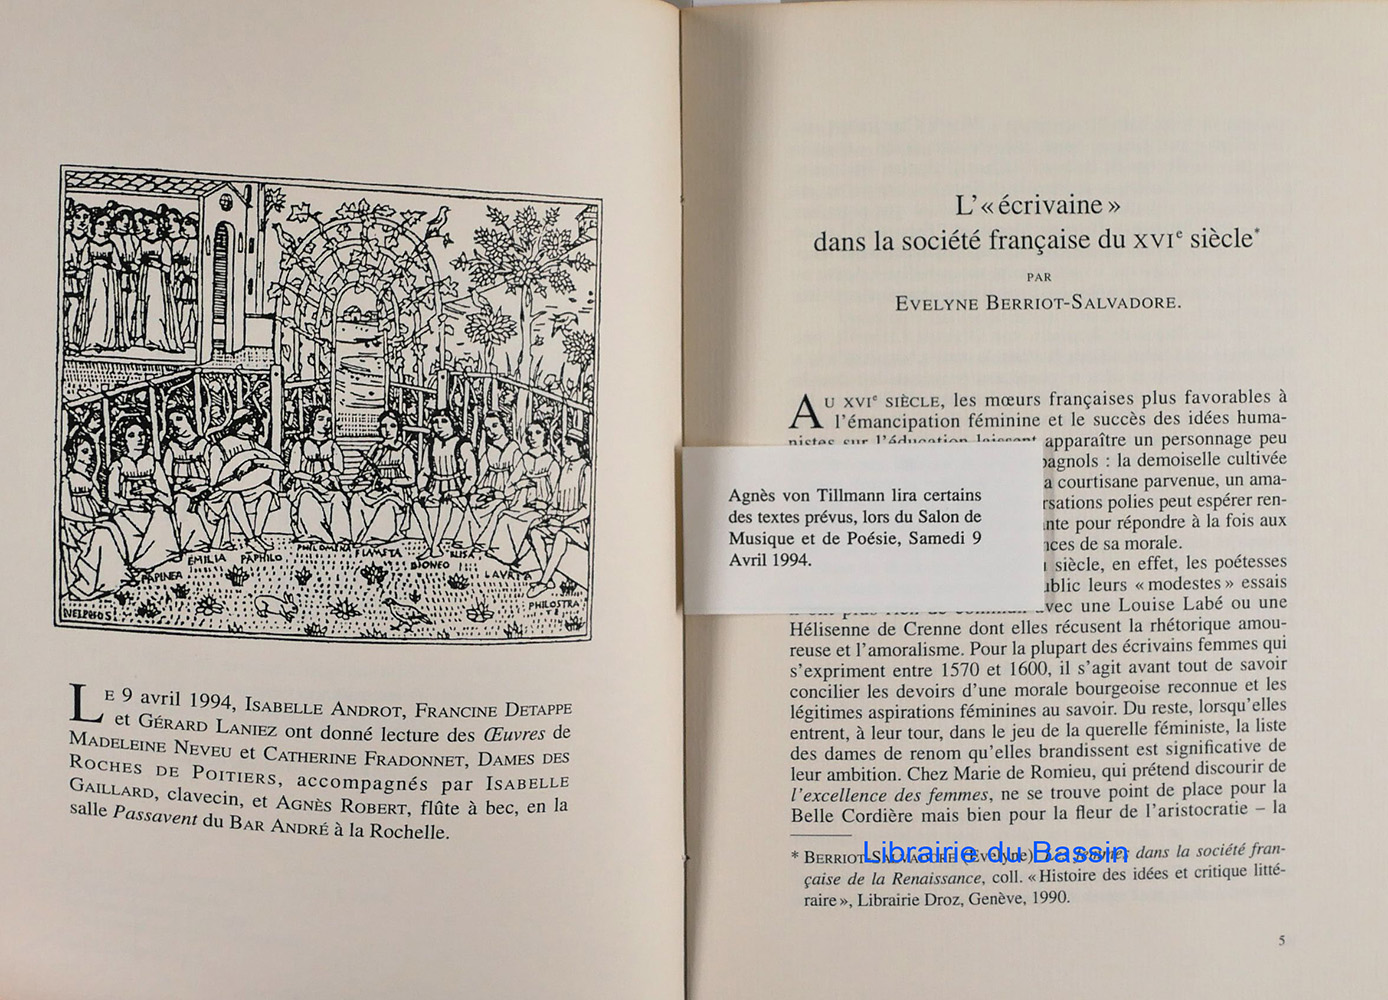 PAPINEA
EMILIA
PAPHILO
PHILOMENA
FIAMETA
DIONEO
ELISA
LAVRETA
PHILOSTRA
TE
Le 9 avril 1994, Isabelle Androt, Francine Detappe
et Gérard Laniez ont donné lecture des Œuvres de
Madeleine Neveu et Catherine Fradonnet, Dames des
Roches de Poitiers, accompagnés par Isabelle
Gaillard, clavecin, et Agnès Robert, flûte à bec, en la
salle Passavent du Bar André à la Rochelle.
L'« écrivaine »
dans la société française du XVIe siècle*
PAR
Evelyne Berriot-Salvadore.
Au XVIe siècle, les mœurs françaises plus favorables à
l'émancipation féminine et le succès des idées huma-
nistes sur l'éducation laissent apparaître un personnage peu
pagnols : la demoiselle cultivée
a courtisane parvenue, un ama-
rsations polies peut espérer ren-
nte pour répondre à la fois aux
nces de sa morale.
siècle, en effet, les poétesses
ublic leurs « modestes » essais
avec une Louise Labé ou une
Hélisenne de Crenne dont elles récusent la rhétorique amou-
reuse et l'amoralisme. Pour la plupart des écrivains femmes qui
s'expriment entre 1570 et 1600, il s'agit avant tout de savoir
concilier les devoirs d'une morale bourgeoise reconnue et les
légitimes aspirations féminines au savoir. Du reste, lorsqu'elles
entrent, à leur tour, dans le jeu de la querelle féministe, la liste
des dames de renom qu'elles brandissent est significative de
leur ambition. Chez Marie de Romieu, qui prétend discourir de
l'excellence des femmes, ne se trouve point de place pour la
Belle Cordière mais bien pour la fleur de l'aristocratie – la
Agnès von Tillmann lira certains
des textes prévus, lors du Salon de
Musique et de Poésie, Samedi 9
Avril 1994.
* Berriot-Salvadore (Evelyne), Les femmes dans la société fran-
çaise de la Renaissance, coll. « Histoire des idées et critique litté-
raire », Librairie Droz, Genève, 1990.
Librairie du Bassin
5